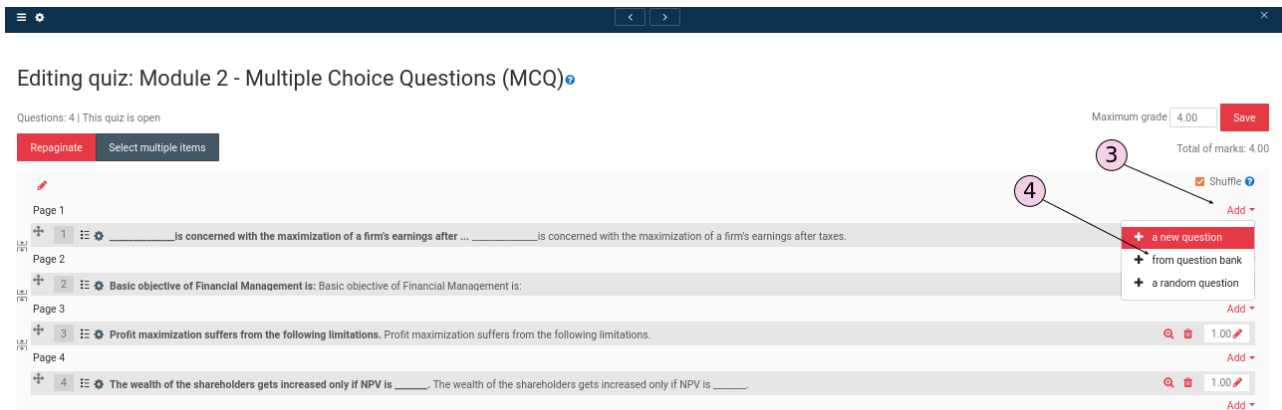 Editing quiz: Module 2 - Multiple Choice Questions (MCQ)
Questions: 4 | This quiz is open
Maximum grade 4.00 Save
Repaginate Select multiple items
Total of marks: 4.00
3
Shuffle
4
Page 1
Add
1 _____________is concerned with the maximization of a firm's earnings after ... _____________is concerned with the maximization of a firm's earnings after taxes.
a new question
Page 2
from question bank
2 Basic objective of Financial Management is: Basic objective of Financial Management is:
a random question
Page 3
Add
3 Profit maximization suffers from the following limitations. Profit maximization suffers from the following limitations.
1.00
Page 4
Add
4 The wealth of the shareholders gets increased only if NPV is ______. The wealth of the shareholders gets increased only if NPV is ______.
1.00
Add